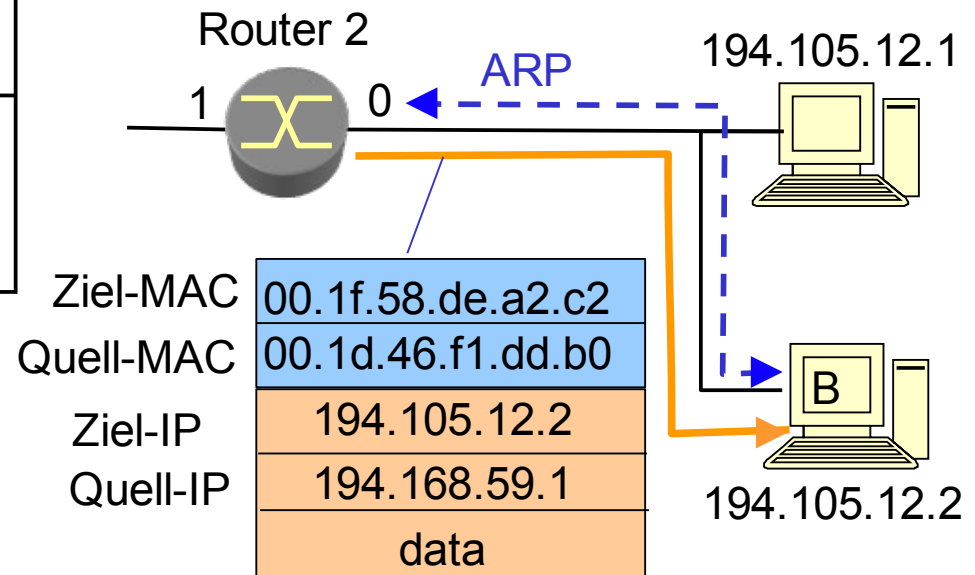 Router 2
194.105.12.1
ARP
1
0
Ziel-MAC 00.1f.58.de.a2.c2
Quell-MAC 00.1d.46.f1.dd.b0
B
Ziel-IP 194.105.12.2
Quell-IP 194.168.59.1
194.105.12.2
data